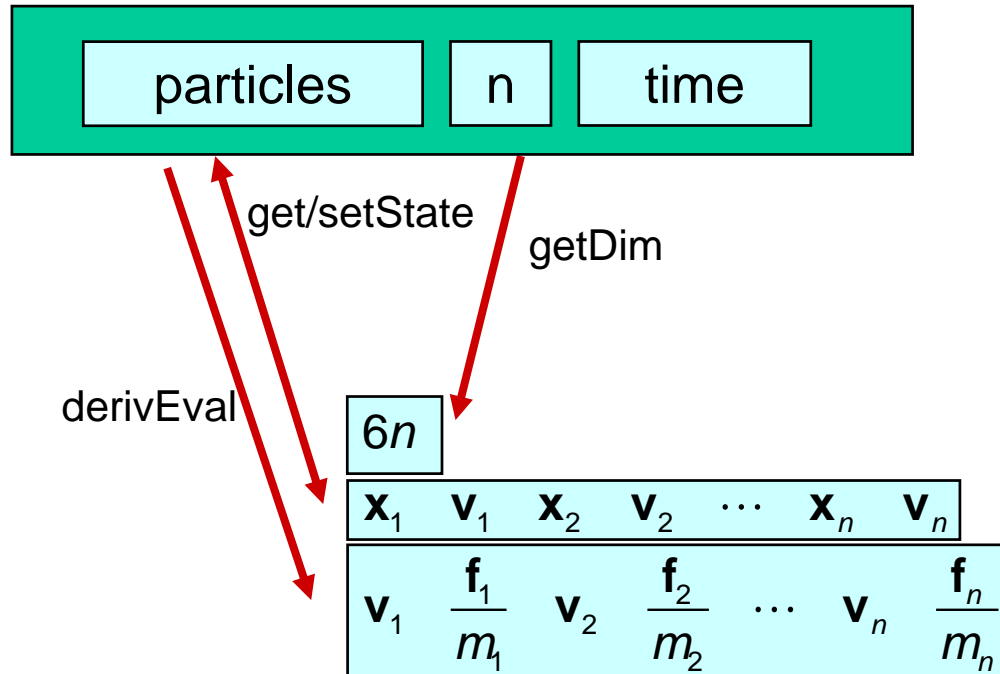 particles n time
get/setState
getDim
derivEval
6n
x₁ v₁ x₂ v₂ ⋯ xₙ vₙ
v₁ f₁/m₁ v₂ f₂/m₂ ⋯ vₙ fₙ/mₙ